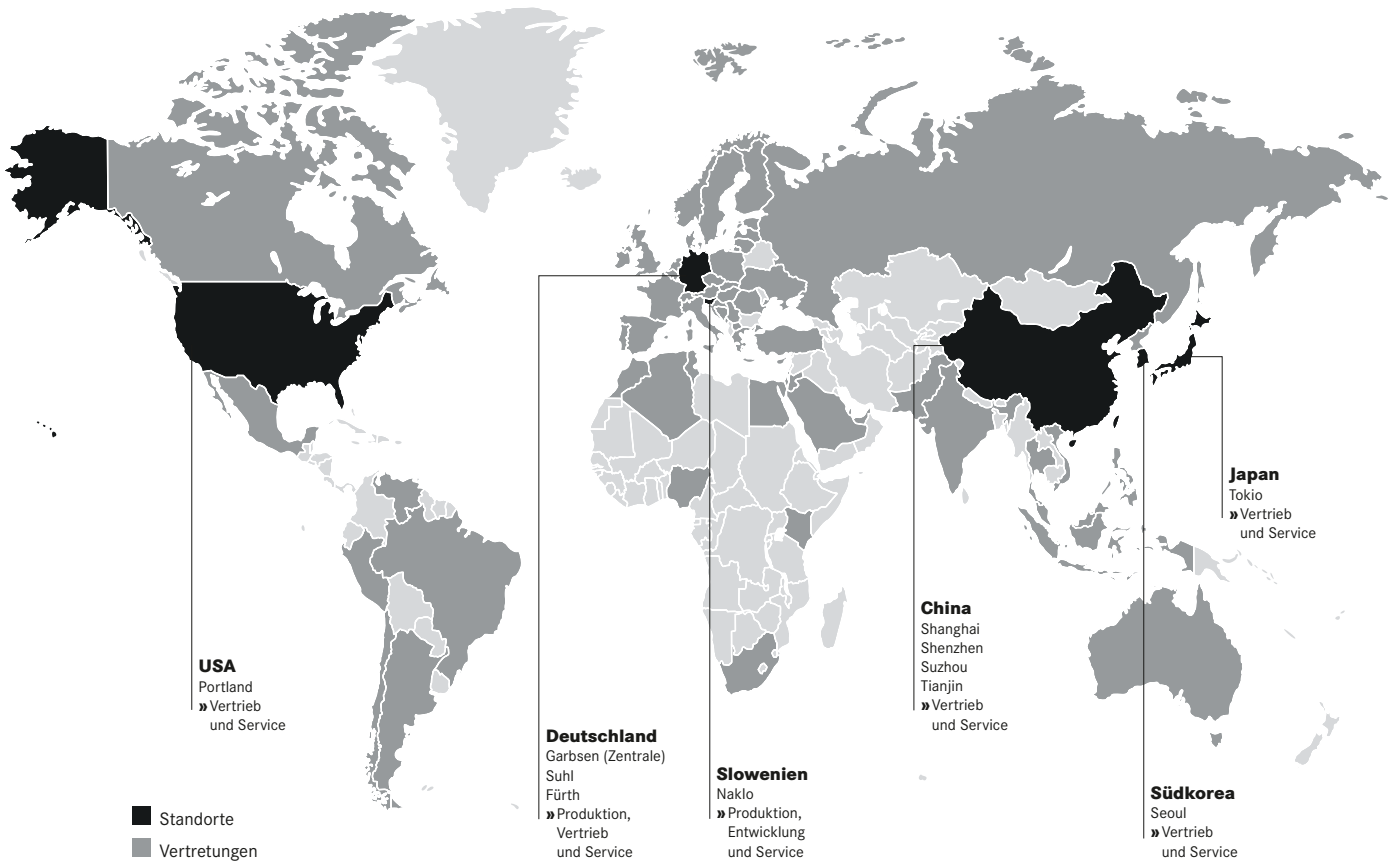 USA
Portland
» Vertrieb
und Service
Deutschland
Garbsen (Zentrale)
Suhl
Fürth
» Produktion,
Vertrieb
und Service
Slowenien
Naklo
» Produktion,
Entwicklung
und Service
China
Shanghai
Shenzhen
Suzhou
Tianjin
» Vertrieb
und Service
Südkorea
Seoul
» Vertrieb
und Service
Japan
Tokio
» Vertrieb
und Service
Standorte
Vertretungen